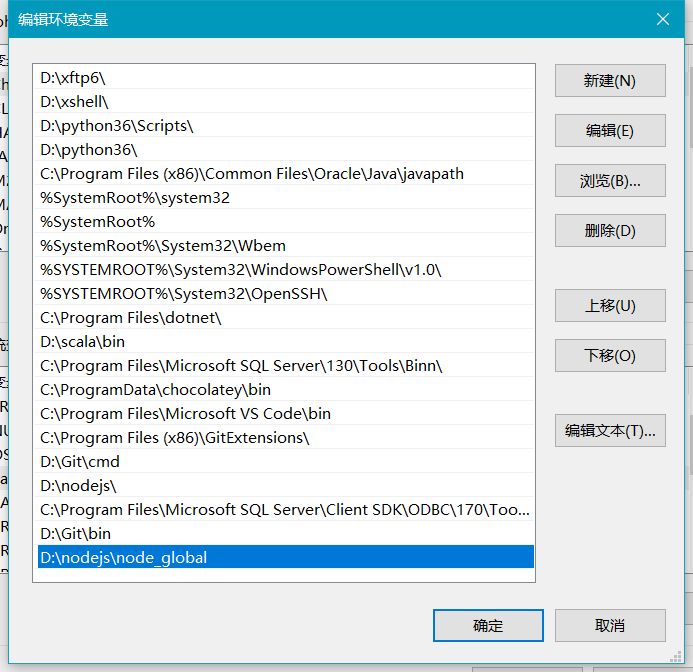 编辑环境变量
D:\xftp6\
D:\xshell\
D:\python36\Scripts\
D:\python36\
C:\Program Files (x86)\Common Files\Oracle\Java\javapath
%SystemRoot%\system32
%SystemRoot%
%SystemRoot%\System32\Wbem
%SYSTEMROOT%\System32\WindowsPowerShell\v1.0\
%SYSTEMROOT%\System32\OpenSSH\
C:\Program Files\dotnet\
D:\scala\bin
C:\Program Files\Microsoft SQL Server\130\Tools\Binn\
C:\ProgramData\chocolatey\bin
C:\Program Files\Microsoft VS Code\bin
C:\Program Files (x86)\GitExtensions\
D:\Git\cmd
D:\nodejs\
C:\Program Files\Microsoft SQL Server\Client SDK\ODBC\170\Too...
D:\Git\bin
D:\nodejs\node_global
新建(N)
编辑(E)
浏览(B)...
删除(D)
上移(U)
下移(O)
编辑文本(T)...
确定
取消